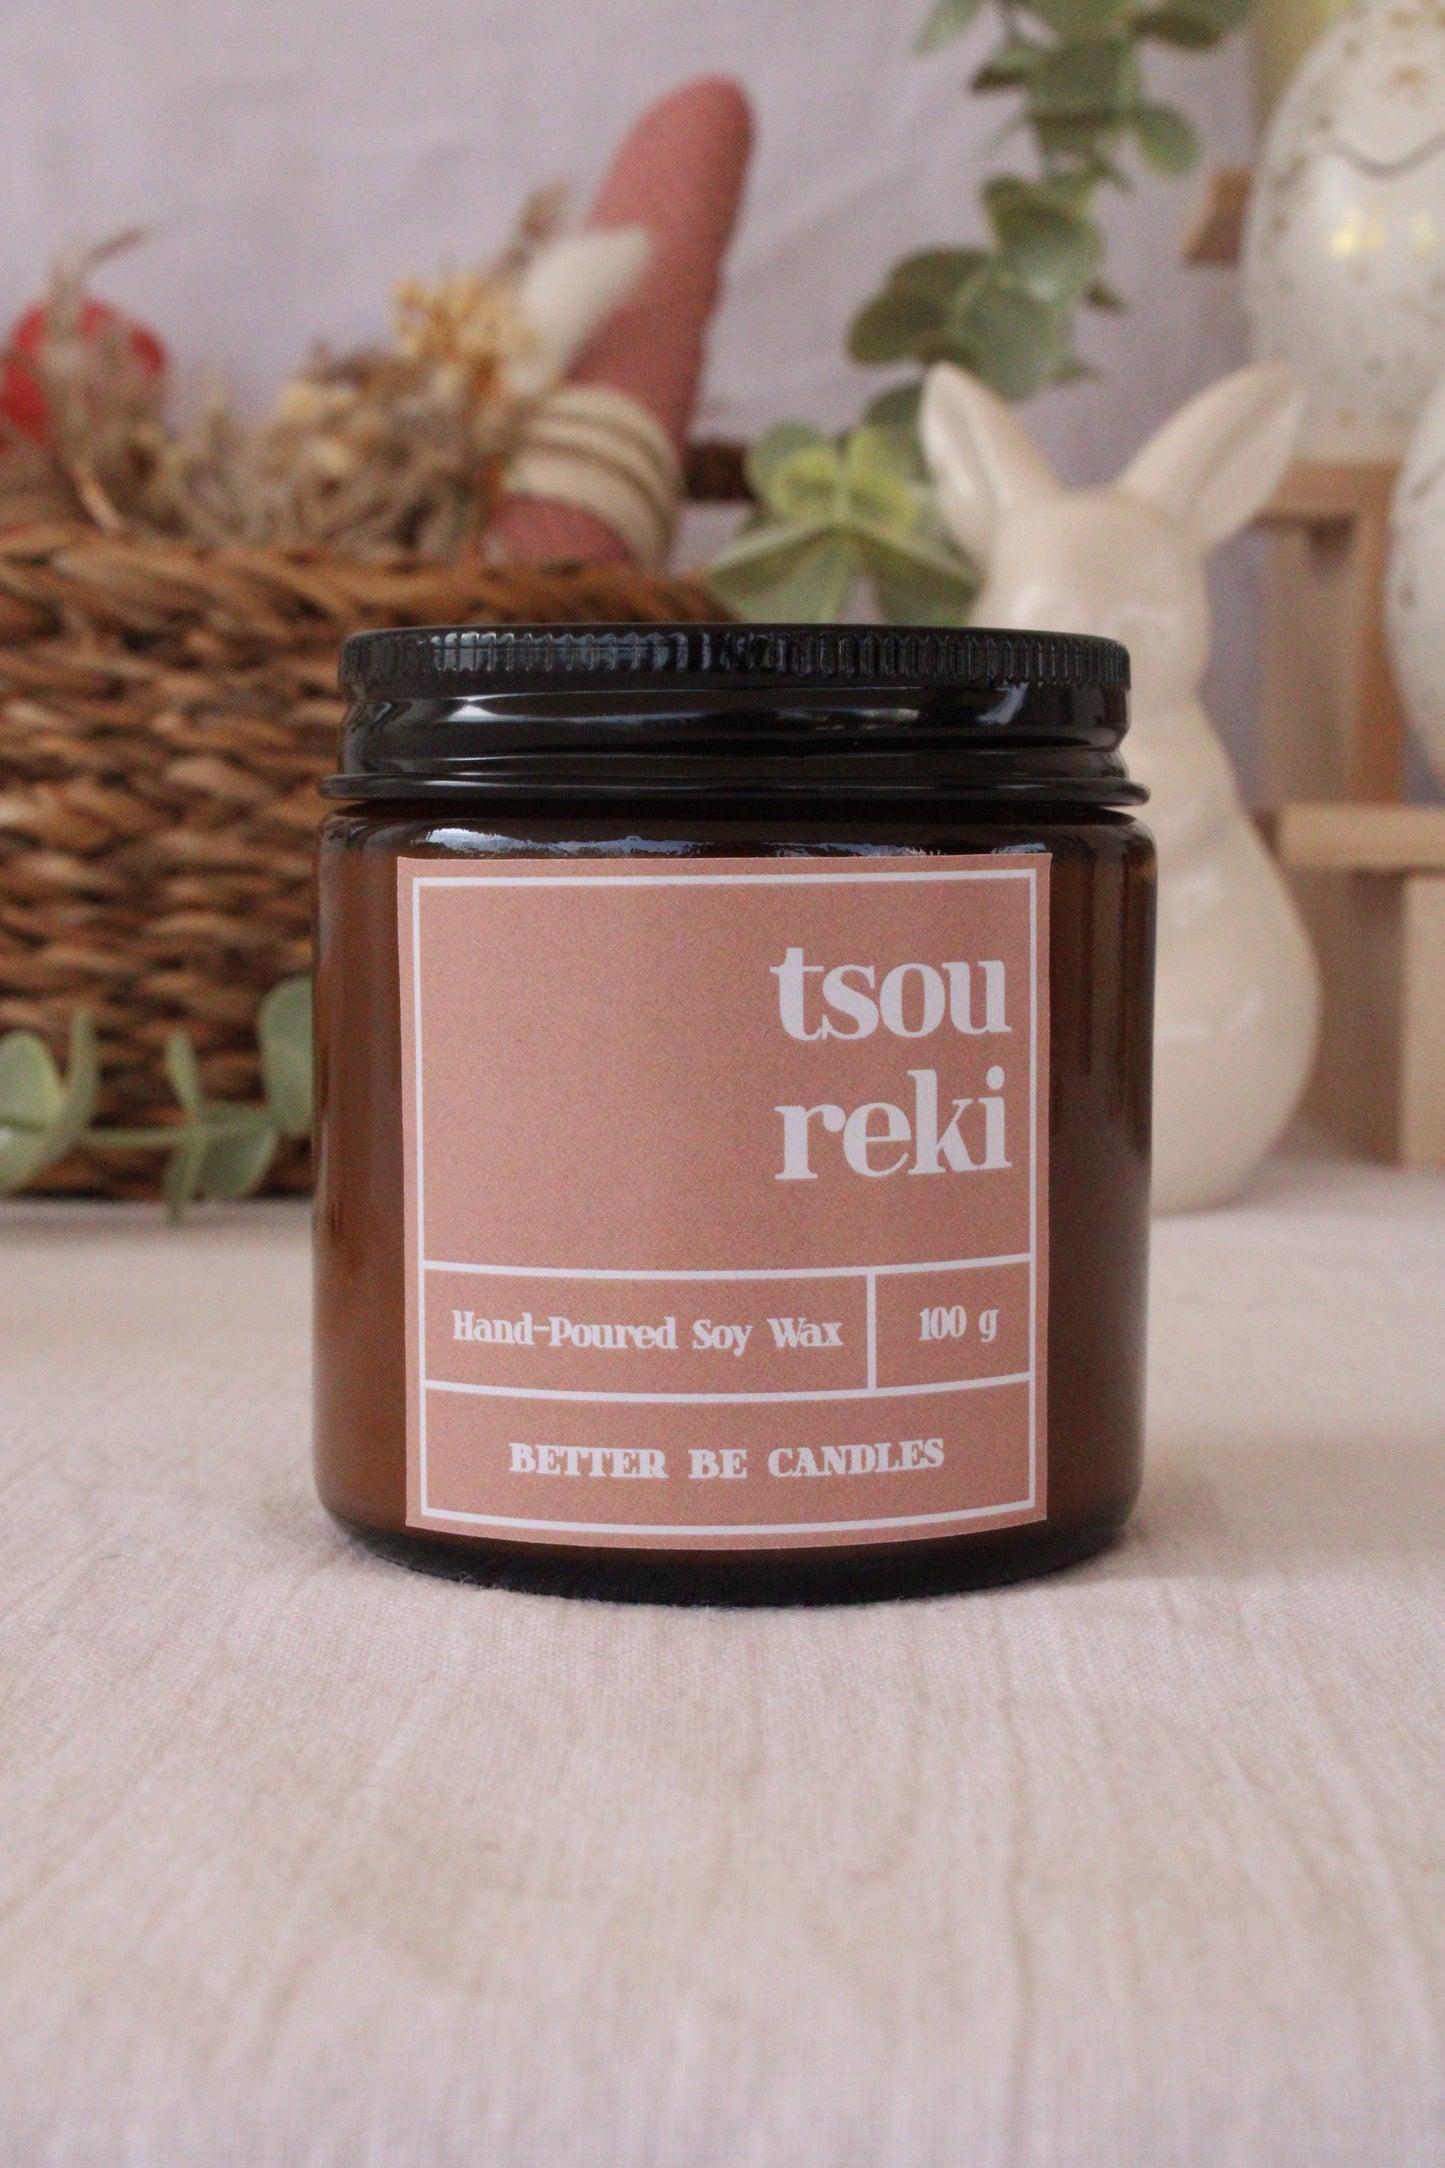 tsou
reki
Hand-Poured Soy Wax
100 g
BETTER BE CANDLES